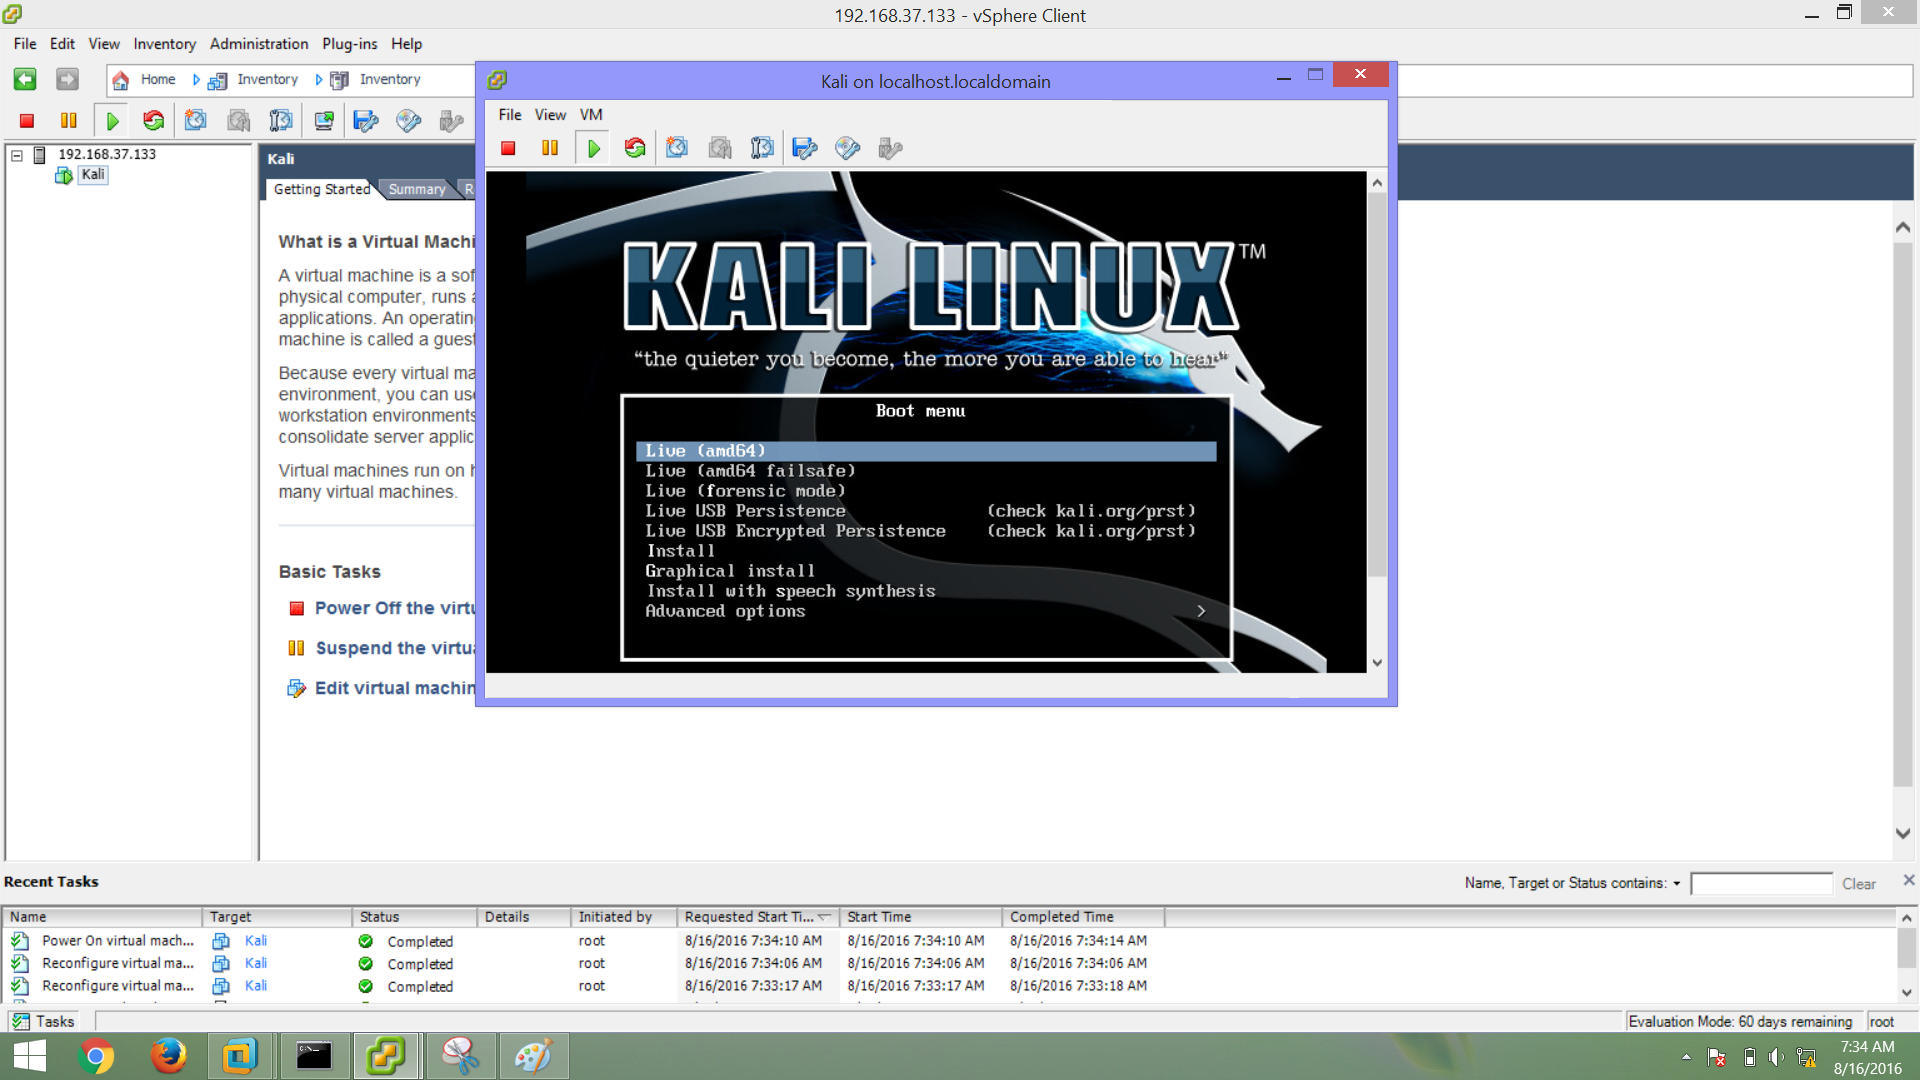 192.168.37.133 - vSphere Client
File Edit View Inventory Administration Plug-ins Help
Home Inventory Inventory
Kali on localhost.localdomain
File View VM
192.168.37.133
Kali
Kali
Getting Started Summary R
What is a Virtual Machi
A virtual machine is a sof
physical computer, runs a
applications. An operating
machine is called a guest
Because every virtual ma
environment, you can use
workstation environments
consolidate server applic
Virtual machines run on h
many virtual machines.
Basic Tasks
Power Off the virtu
Suspend the virtua
Edit virtual machin
KALI LINUX™
“the quieter you become, the more you are able to hear”
Boot menu
Live (amd64)
Live (amd64 failsafe)
Live (forensic mode)
Live USB Persistence (check kali.org/prst)
Live USB Encrypted Persistence (check kali.org/prst)
Install
Graphical install
Install with speech synthesis
Advanced options >
Recent Tasks
Name, Target or Status contains: Clear
Name Target Status Details Initiated by Requested Start Ti... Start Time Completed Time
Power On virtual mach... Kali Completed root 8/16/2016 7:34:10 AM 8/16/2016 7:34:10 AM 8/16/2016 7:34:14 AM
Reconfigure virtual ma... Kali Completed root 8/16/2016 7:34:06 AM 8/16/2016 7:34:06 AM 8/16/2016 7:34:06 AM
Reconfigure virtual ma... Kali Completed root 8/16/2016 7:33:17 AM 8/16/2016 7:33:17 AM 8/16/2016 7:33:18 AM
Tasks
Evaluation Mode: 60 days remaining root
7:34 AM
8/16/2016